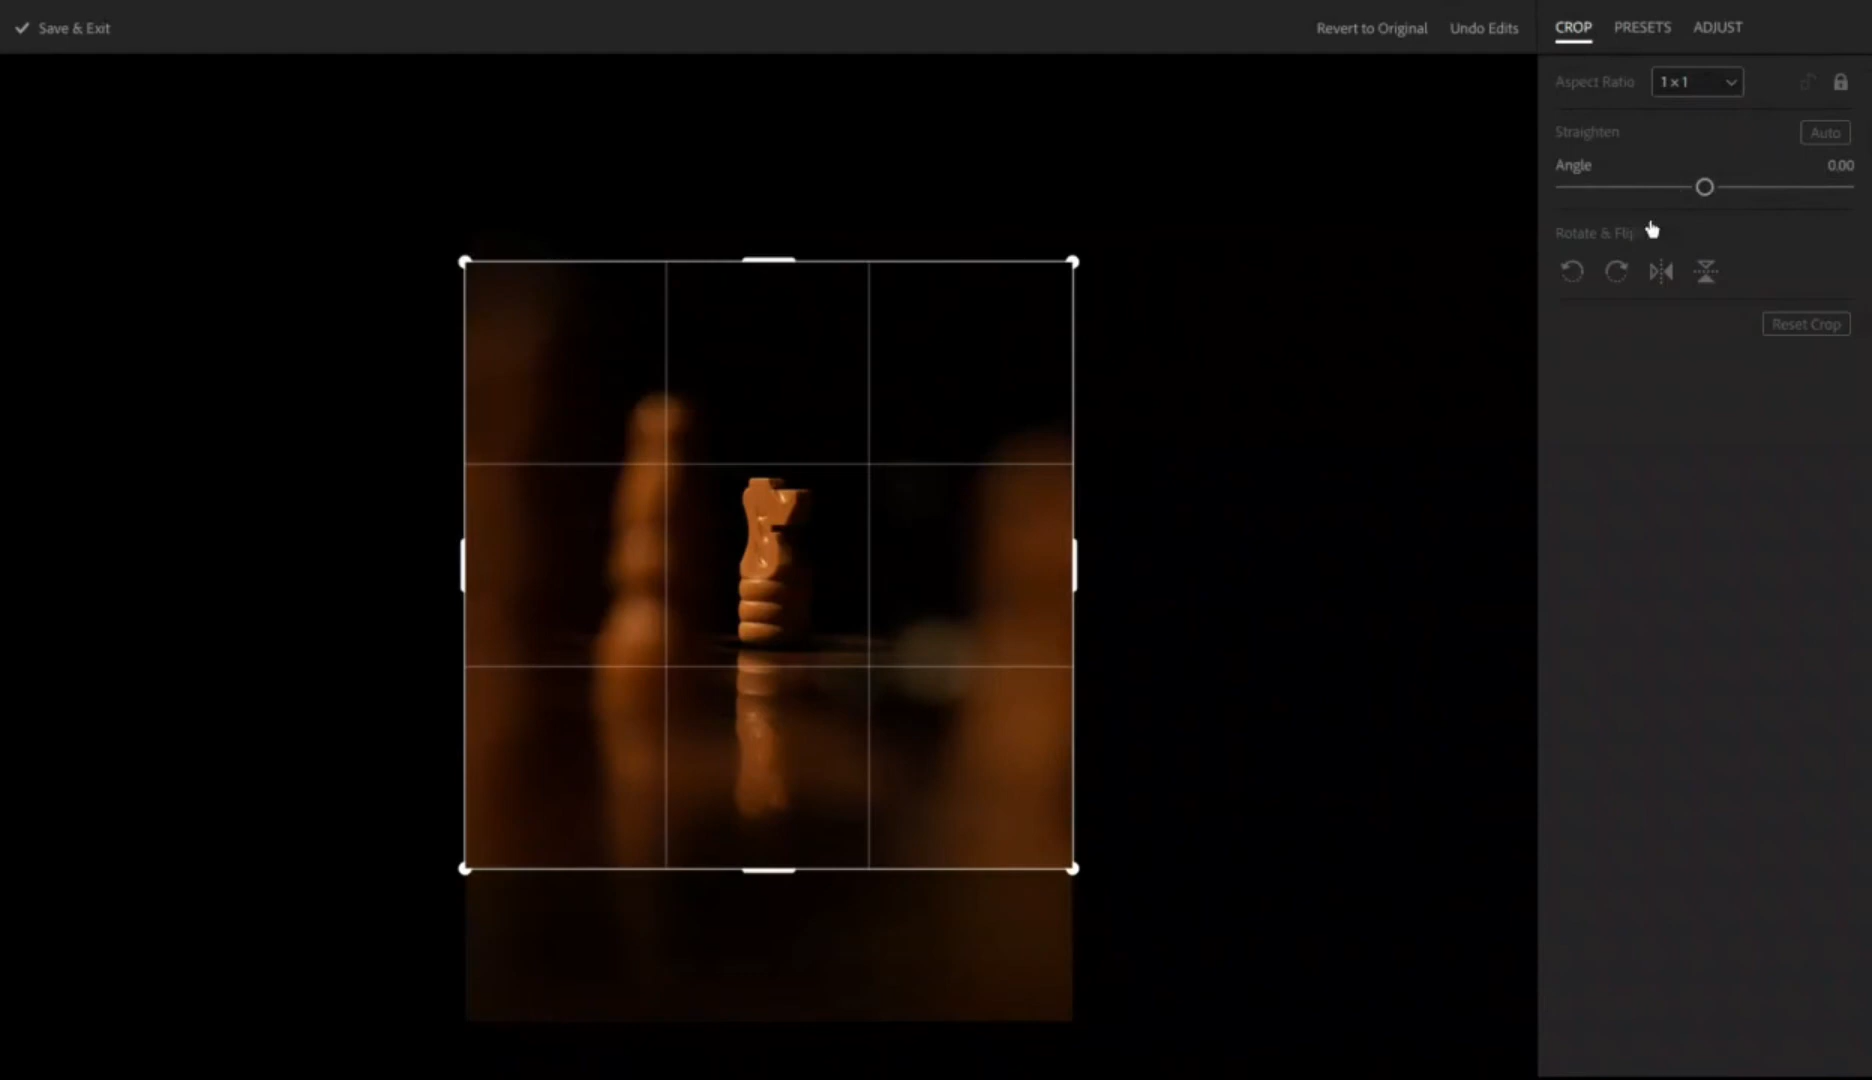 Save & Exit
Revert to Original
Undo Edits
CROP
PRESETS
ADJUST
Aspect Ratio
1 × 1
Straighten
Auto
Angle
0.00
Rotate & Flip
Reset Crop